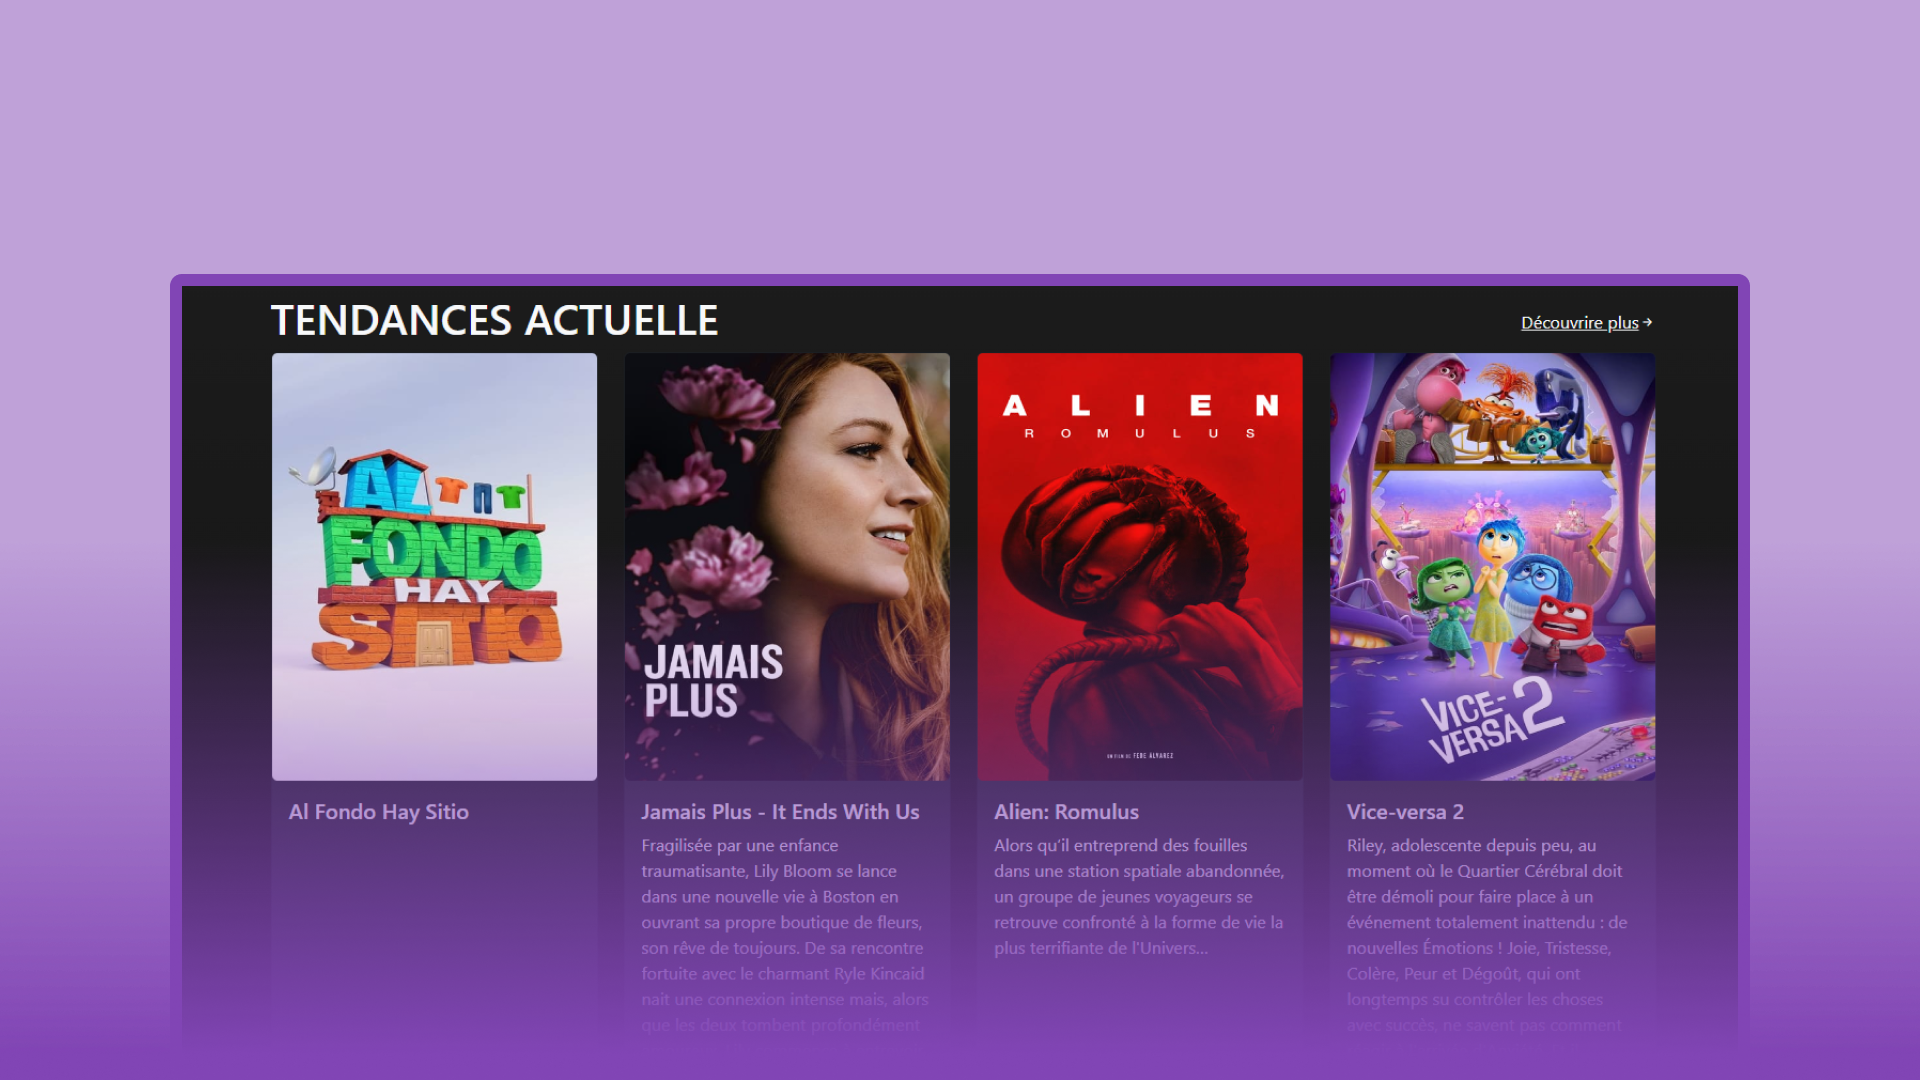 TENDANCES ACTUELLE
Découvrire plus →
AL
FONDO
HAY
SITIO
JAMAIS
PLUS
ALIEN
ROMULUS
UN FILM DE FEDE ALVAREZ
VICE-
VERSA 2
Al Fondo Hay Sitio
Jamais Plus - It Ends With Us
Fragilisée par une enfance
traumatisante, Lily Bloom se lance
dans une nouvelle vie à Boston en
ouvrant sa propre boutique de fleurs,
son rêve de toujours. De sa rencontre
fortuite avec le charmant Ryle Kincaid
naît une connexion intense mais, alors
que les deux tombent profondément
Alien: Romulus
Alors qu'il entreprend des fouilles
dans une station spatiale abandonnée,
un groupe de jeunes voyageurs se
retrouve confronté à la forme de vie la
plus terrifiante de l'Univers...
Vice-versa 2
Riley, adolescente depuis peu, au
moment où le Quartier Cérébral doit
être démoli pour faire place à un
événement totalement inattendu : de
nouvelles Émotions ! Joie, Tristesse,
Colère, Peur et Dégoût, qui ont
longtemps su contrôler les choses
avec succès, ne savent pas comment